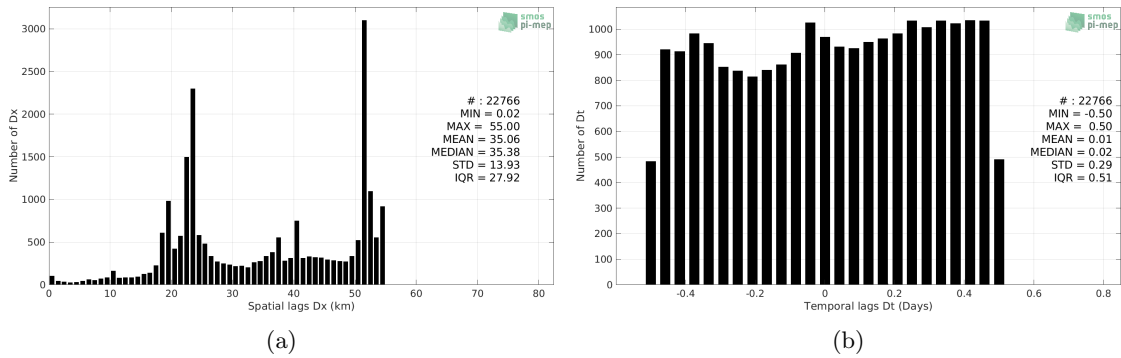 3000
2500
2000
1500
1000
500
0
Number of Dx
0 10 20 30 40 50 60 70 80
Spatial lags Dx (km)
smos
pi-mep
# : 22766
MIN = 0.02
MAX = 55.00
MEAN = 35.06
MEDIAN = 35.38
STD = 13.93
IQR = 27.92
(a)
1000
900
800
700
600
500
400
300
200
100
0
Number of Dt
-0.4 -0.2 0 0.2 0.4 0.6 0.8
Temporal lags Dt (Days)
smos
pi-mep
# : 22766
MIN = -0.50
MAX = 0.50
MEAN = 0.01
MEDIAN = 0.02
STD = 0.29
IQR = 0.51
(b)